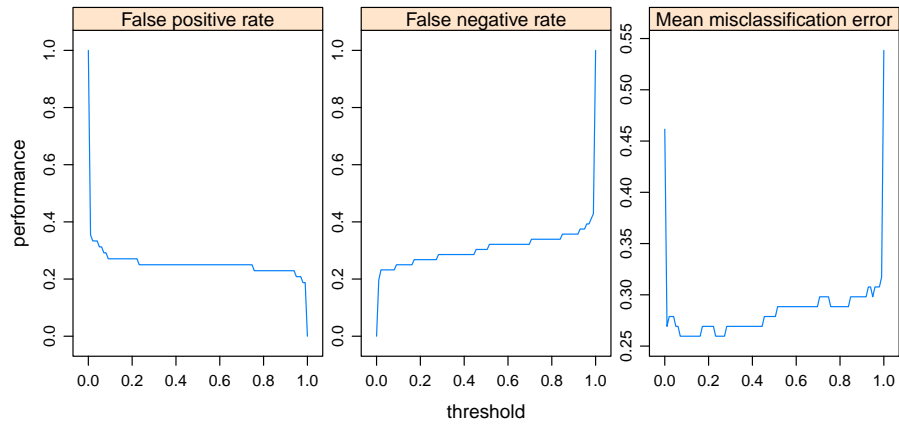 False positive rate
False negative rate
Mean misclassification error
performance
0.0 0.2 0.4 0.6 0.8 1.0
0.0 0.2 0.4 0.6 0.8 1.0
0.0 0.2 0.4 0.6 0.8 1.0
0.0 0.2 0.4 0.6 0.8 1.0
0.25 0.30 0.35 0.40 0.45 0.50 0.55
0.0 0.2 0.4 0.6 0.8 1.0
threshold